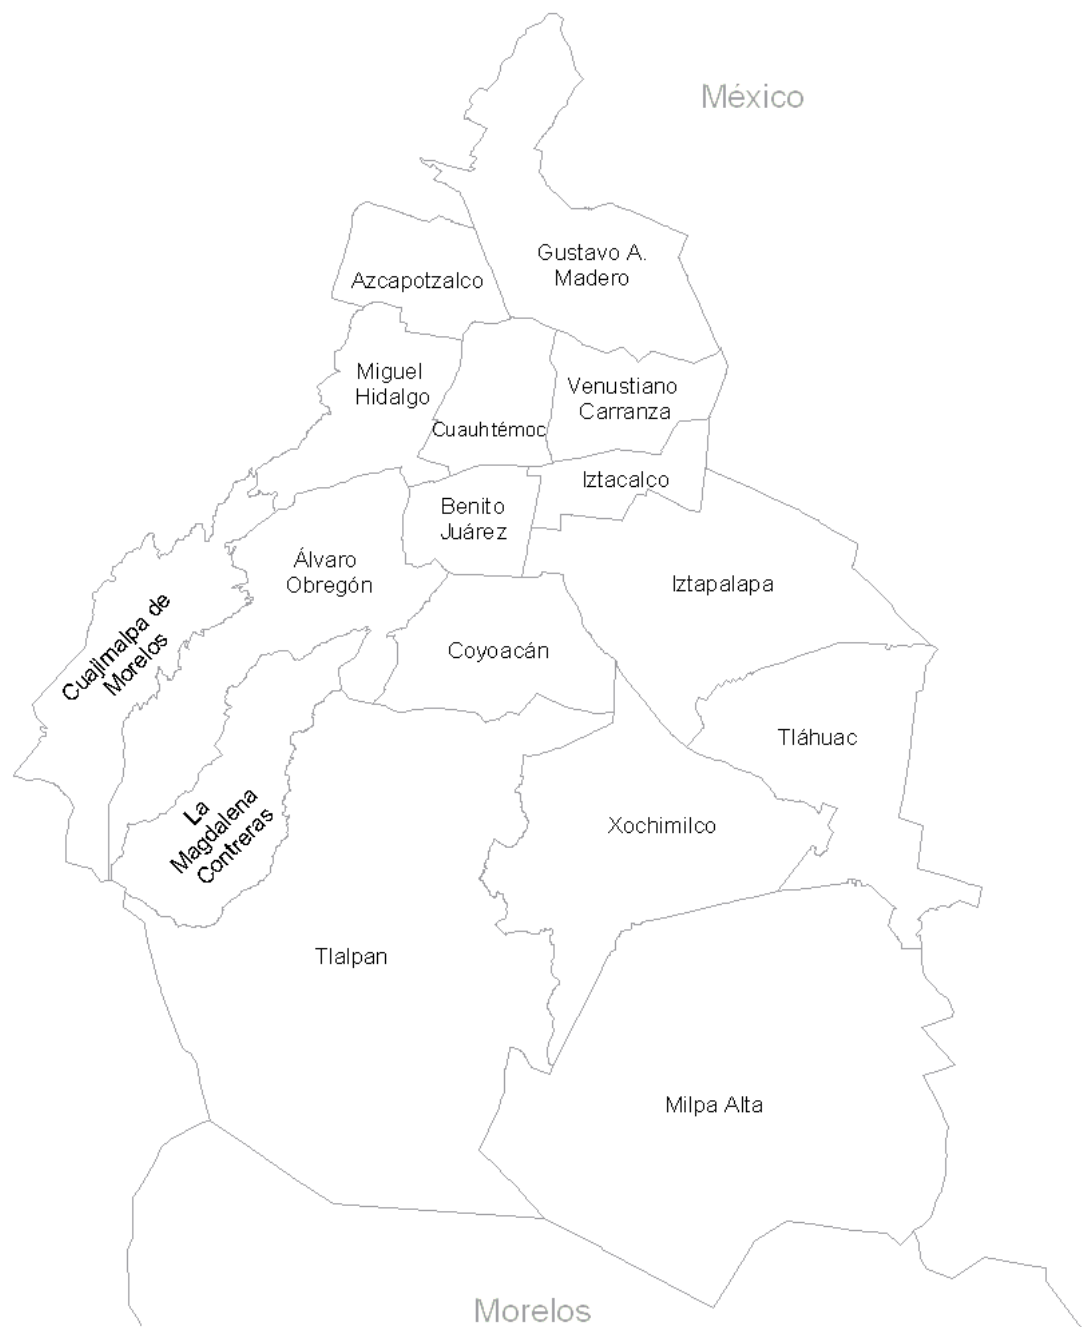 México
Gustavo A.
Madero
Azcapotzalco
Miguel
Hidalgo
Venustiano
Carranza
Cuauhtémoc
Iztacalco
Benito
Juárez
Álvaro
Obregón
Iztapalapa
Cuajimalpa de
Morelos
Coyoacán
Tláhuac
La
Magdalena
Contreras
Xochimilco
Tlalpan
Milpa Alta
Morelos